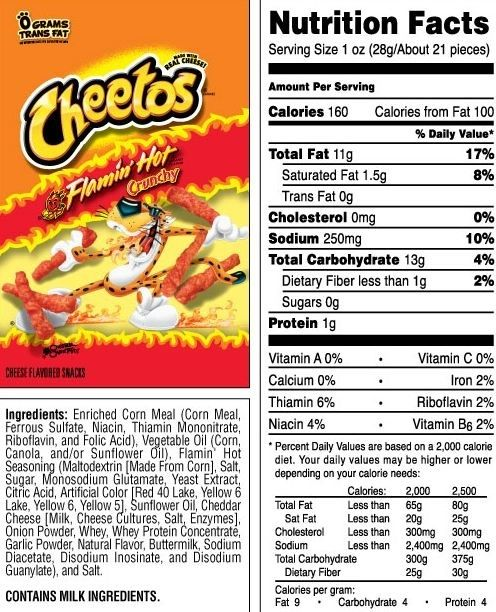 0 GRAMS
TRANS FAT
MADE WITH
REAL CHEESE!
Cheetos
Flamin' Hot
Crunchy
CHEESE FLAVORED SNACKS
Ingredients: Enriched Corn Meal (Corn Meal,
Ferrous Sulfate, Niacin, Thiamin Mononitrate,
Riboflavin, and Folic Acid), Vegetable Oil (Corn,
Canola, and/or Sunflower Oil), Flamin' Hot
Seasoning (Maltodextrin [Made From Corn], Salt,
Sugar, Monosodium Glutamate, Yeast Extract,
Citric Acid, Artificial Color [Red 40 Lake, Yellow 6
Lake, Yellow 6, Yellow 5], Sunflower Oil, Cheddar
Cheese [Milk, Cheese Cultures, Salt, Enzymes],
Onion Powder, Whey, Whey Protein Concentrate,
Garlic Powder, Natural Flavor, Buttermilk, Sodium
Diacetate, Disodium Inosinate, and Disodium
Guanylate), and Salt.
CONTAINS MILK INGREDIENTS.
Nutrition Facts
Serving Size 1 oz (28g/About 21 pieces)
Amount Per Serving
Calories 160 Calories from Fat 100
% Daily Value*
Total Fat 11g 17%
Saturated Fat 1.5g 8%
Trans Fat 0g
Cholesterol 0mg 0%
Sodium 250mg 10%
Total Carbohydrate 13g 4%
Dietary Fiber less than 1g 2%
Sugars 0g
Protein 1g
Vitamin A 0% • Vitamin C 0%
Calcium 0% • Iron 2%
Thiamin 6% • Riboflavin 2%
Niacin 4% • Vitamin B6 2%
* Percent Daily Values are based on a 2,000 calorie
diet. Your daily values may be higher or lower
depending on your calorie needs:
Calories: 2,000 2,500
Total Fat Less than 65g 80g
Sat Fat Less than 20g 25g
Cholesterol Less than 300mg 300mg
Sodium Less than 2,400mg 2,400mg
Total Carbohydrate 300g 375g
Dietary Fiber 25g 30g
Calories per gram:
Fat 9 • Carbohydrate 4 • Protein 4